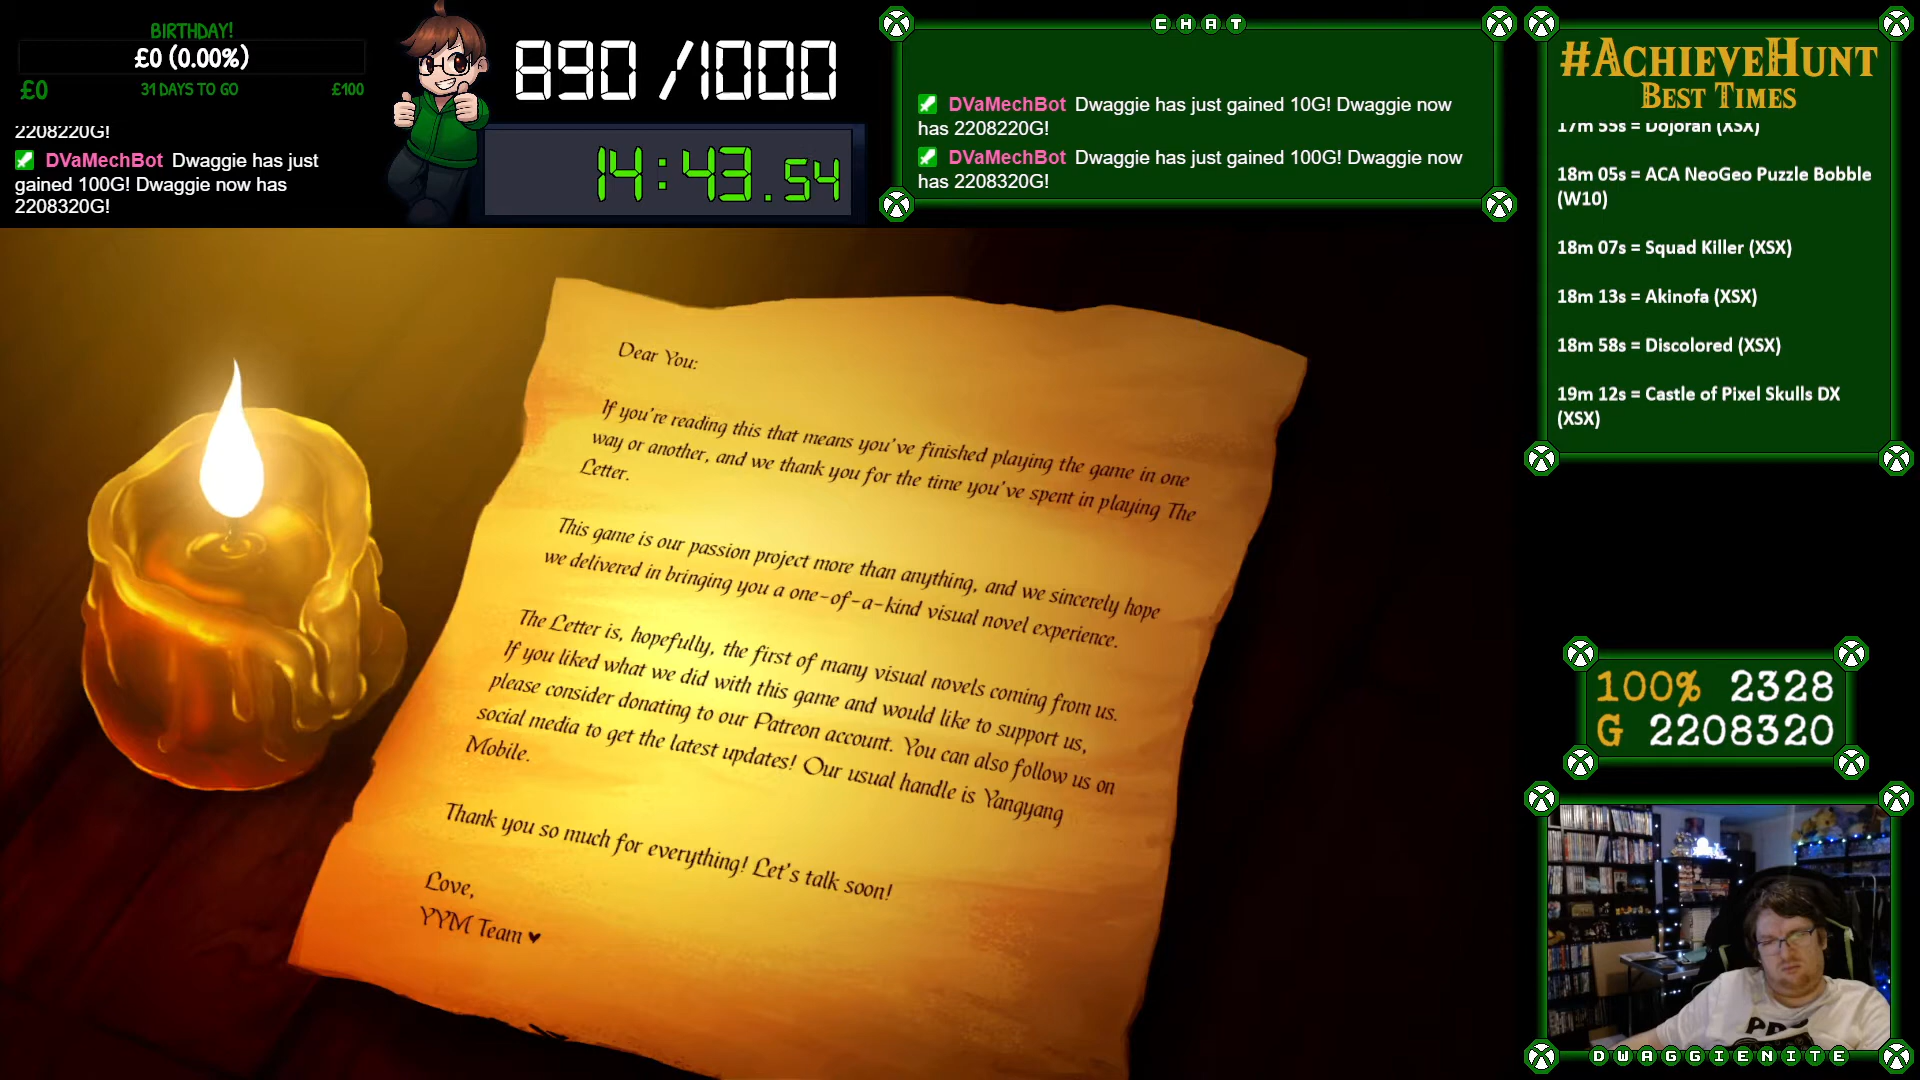 BIRTHDAY!
£0 (0.00%)
£0
31 DAYS TO GO
£100
2208220G!
DVaMechBot Dwaggie has just
gained 100G! Dwaggie now has
2208320G!
890 /1000
14:43.54
CHAT
DVaMechBot Dwaggie has just gained 10G! Dwaggie now
has 2208220G!
DVaMechBot Dwaggie has just gained 100G! Dwaggie now
has 2208320G!
#AchieveHunt
Best Times
17m 55s = Dojoran (XSX)
18m 05s = ACA NeoGeo Puzzle Bobble
(W10)
18m 07s = Squad Killer (XSX)
18m 13s = Akinofa (XSX)
18m 58s = Discolored (XSX)
19m 12s = Castle of Pixel Skulls DX
(XSX)
Dear You:
If you're reading this that means you've finished playing the game in one
way or another, and we thank you for the time you've spent in playing The
Letter.
This game is our passion project more than anything, and we sincerely hope
we delivered in bringing you a one-of-a-kind visual novel experience.
The Letter is, hopefully, the first of many visual novels coming from us.
If you liked what we did with this game and would like to support us,
please consider donating to our Patreon account. You can also follow us on
social media to get the latest updates! Our usual handle is Yangyang
Mobile.
Thank you so much for everything! Let's talk soon!
Love,
YYM Team ♥
100% 2328
G 2208320
DWAGGIENITE